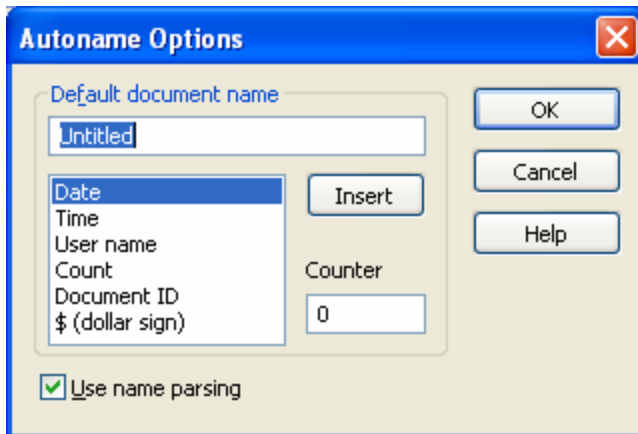 Autoname Options
Default document name
OK
Untitled
Cancel
Date
Insert
Time
Help
User name
Count
Counter
Document ID
0
$ (dollar sign)
Use name parsing